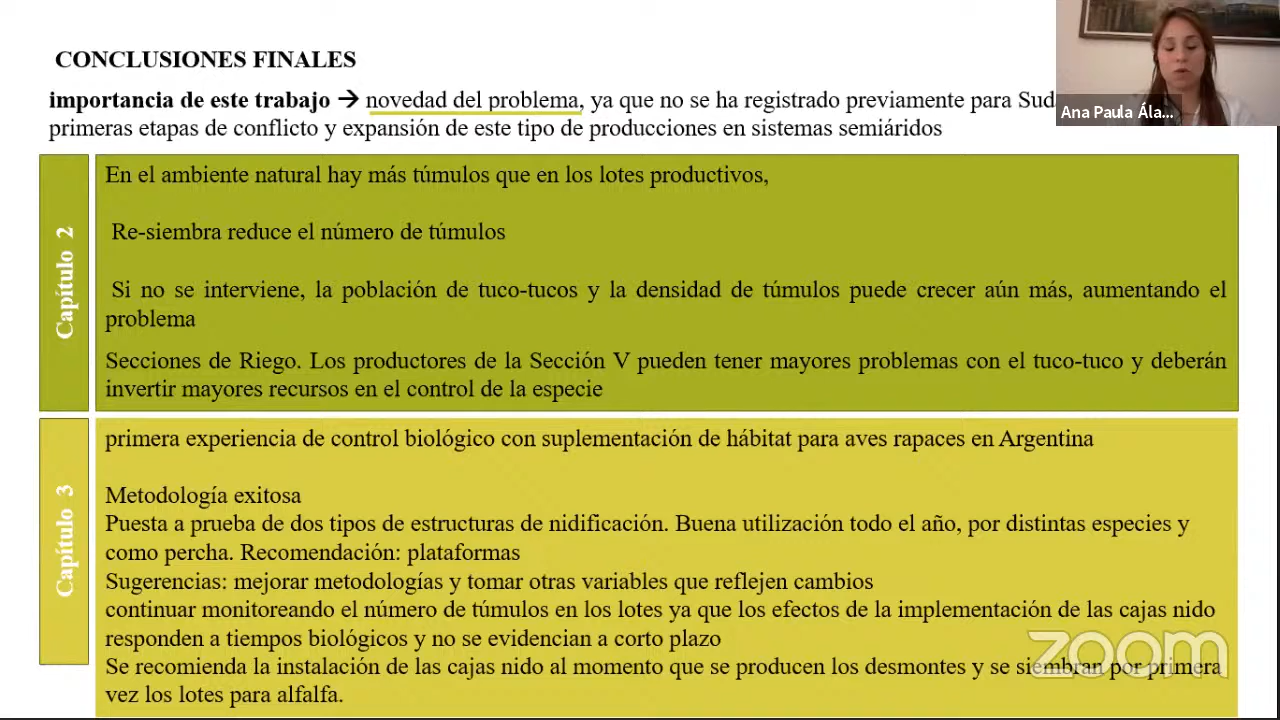 CONCLUSIONES FINALES
importancia de este trabajo → novedad del problema, ya que no se ha registrado previamente para Sud
primeras etapas de conflicto y expansión de este tipo de producciones en sistemas semiáridos
Ana Paula Ála...
Capítulo 2
En el ambiente natural hay más túmulos que en los lotes productivos,
Re-siembra reduce el número de túmulos
Si no se interviene, la población de tuco-tucos y la densidad de túmulos puede crecer aún más, aumentando el
problema
Secciones de Riego. Los productores de la Sección V pueden tener mayores problemas con el tuco-tuco y deberán
invertir mayores recursos en el control de la especie
Capítulo 3
primera experiencia de control biológico con suplementación de hábitat para aves rapaces en Argentina
Metodología exitosa
Puesta a prueba de dos tipos de estructuras de nidificación. Buena utilización todo el año, por distintas especies y
como percha. Recomendación: plataformas
Sugerencias: mejorar metodologías y tomar otras variables que reflejen cambios
continuar monitoreando el número de túmulos en los lotes ya que los efectos de la implementación de las cajas nido
responden a tiempos biológicos y no se evidencian a corto plazo
Se recomienda la instalación de las cajas nido al momento que se producen los desmontes y se siembran por primera
vez los lotes para alfalfa.
zoom